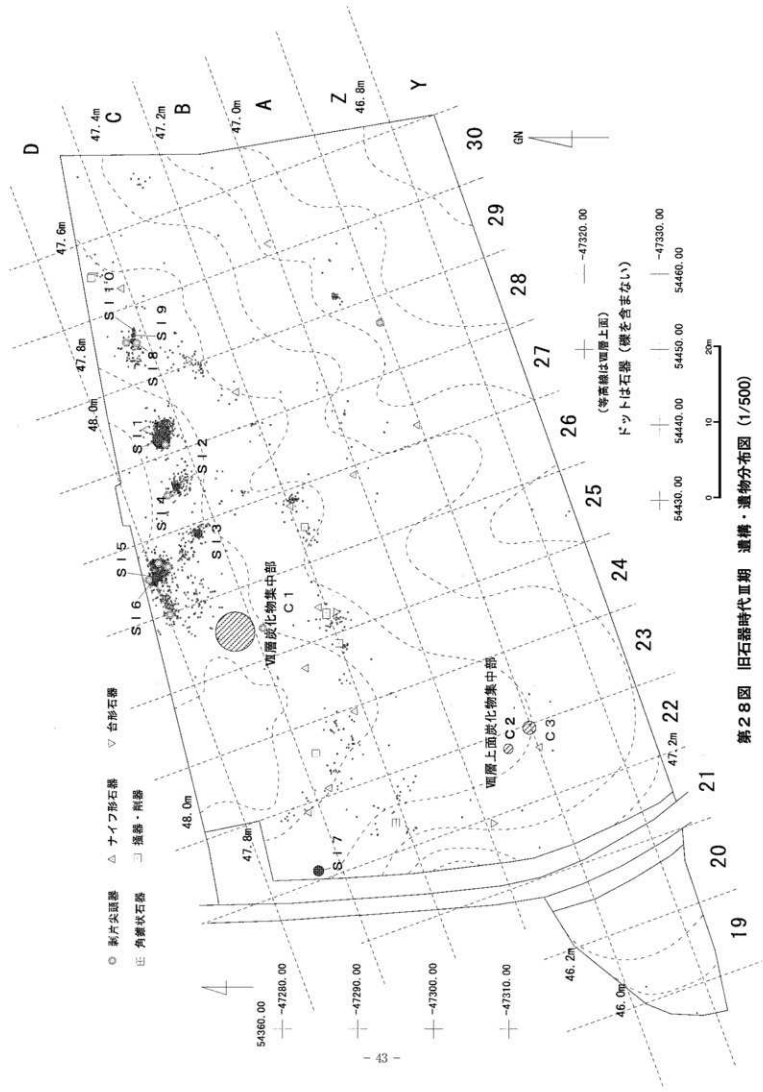 D
C
B
A
Z
Y
47.6m
47.4m
47.2m
47.0m
46.8m
47.8m
48.0m
SI10
SI9
SI8
SI1
SI2
SI4
SI3
SI5
SI6
Ⅶ層炭化物集中部
C1
◎ 剥片尖頭器 △ ナイフ形石器 ▽ 台形石器
角錐状石器 □ 掻器・削器
48.0m
47.8m
SI7
Ⅶ層上面炭化物集中部
C2
C3
47.2m
46.2m
46.0m
30
29
28
27
26
25
24
23
22
21
20
19
GN
54360.00
-47280.00
-47290.00
-47300.00
-47310.00
-47320.00
-47330.00
54430.00
54440.00
54450.00
54460.00
(等高線はⅦ層上面)
ドットは石器 (礫を含まない)
0 10 20m
第28図 旧石器時代Ⅲ期 遺構・遺物分布図 (1/500)
- 43 -